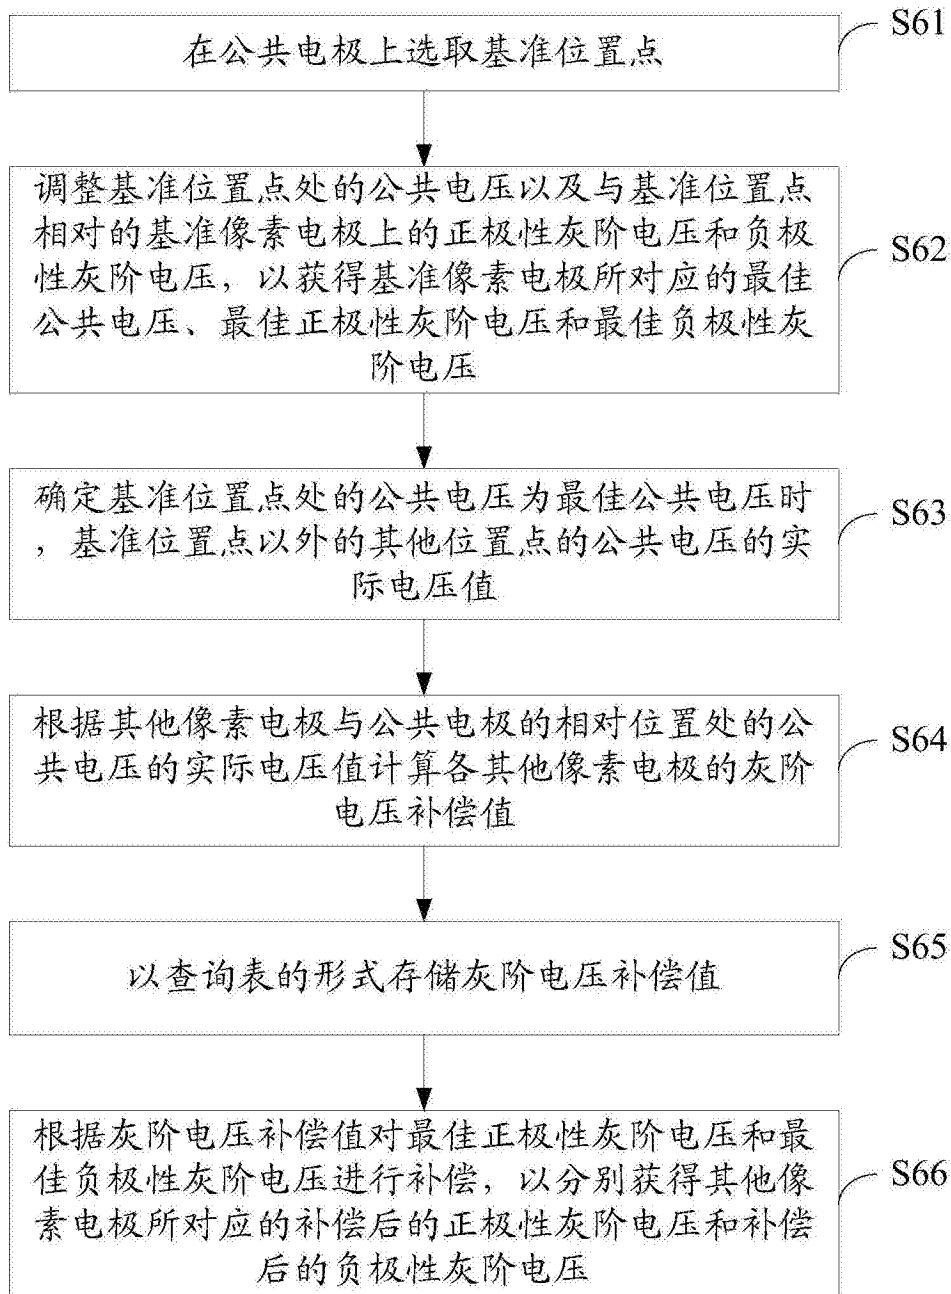 在公共电极上选取基准位置点
S61
调整基准位置点处的公共电压以及与基准位置点
相对的基准像素电极上的正极性灰阶电压和负极
性灰阶电压，以获得基准像素电极所对应的最佳
公共电压、最佳正极性灰阶电压和最佳负极性灰
阶电压
S62
确定基准位置点处的公共电压为最佳公共电压时
，基准位置点以外的其他位置点的公共电压的实
际电压值
S63
根据其他像素电极与公共电极的相对位置处的公
共电压的实际电压值计算各其他像素电极的灰阶
电压补偿值
S64
以查询表的形式存储灰阶电压补偿值
S65
根据灰阶电压补偿值对最佳正极性灰阶电压和最
佳负极性灰阶电压进行补偿，以分别获得其他像
素电极所对应的补偿后的正极性灰阶电压和补偿
后的负极性灰阶电压
S66